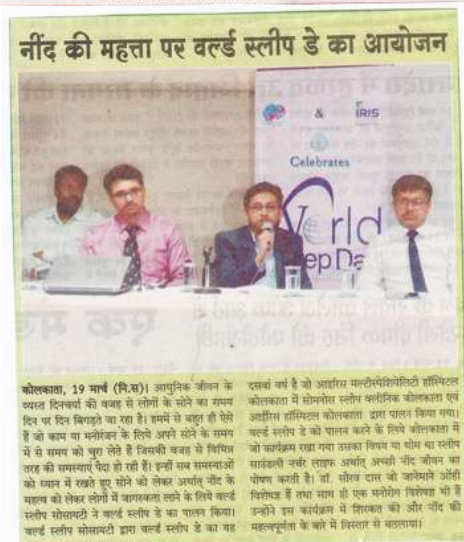 नींद की महत्ता पर वर्ल्ड स्लीप डे का आयोजन
&
IRIS
Celebrates
World
eep Da
कोलकाता, 19 मार्च (नि.स)। आधुनिक जीवन के
व्यस्त दिनचर्या की वजह से लोगों के सोने का समय
दिन पर दिन बिगड़ते जा रहा है। हममें से बहुत ही ऐसे
हैं जो काम या मनोरंजन के लिये अपने सोने के समय
में से समय को चुरा लेते हैं जिसकी वजह से विभिन्न
तरह की समस्याएं पैदा हो रही हैं। इन्हीं सब समस्याओं
को ध्यान में रखते हुए सोने को लेकर अर्थात् नींद के
महत्व को लेकर लोगों में जागरुकता लाने के लिये वर्ल्ड
स्लीप सोसायटी ने वर्ल्ड स्लीप डे का पालन किया।
वर्ल्ड स्लीप सोसायटी द्वारा वर्ल्ड स्लीप डे का यह
दसवां वर्ष है जो आईरिस मल्टीस्पेशियेलिटी हॉस्पिटल
कोलकाता में सोमनोस स्लीप क्लीनिक कोलकाता एवं
आईरिस हॉस्पिटल कोलकाता द्वारा पालन किया गया।
वर्ल्ड स्लीप डे को पालन करने के लिये कोलकाता में
जो कार्यक्रम रखा गया उसका विषय या थीम था स्लीप
साउंडली नर्चर लाइफ अर्थात् अच्छी नींद जीवन का
पोषण करती है। डॉ. सौरव दास जो जानेमाने
विशेषज्ञ हैं तथा साथ ही एक मनोरोग विशेषज्ञ भी हैं
उन्होंने इस कार्यक्रम में शिरकत की और नींद की
महत्वपूर्णता के बारे में विस्तार से बतलाया।